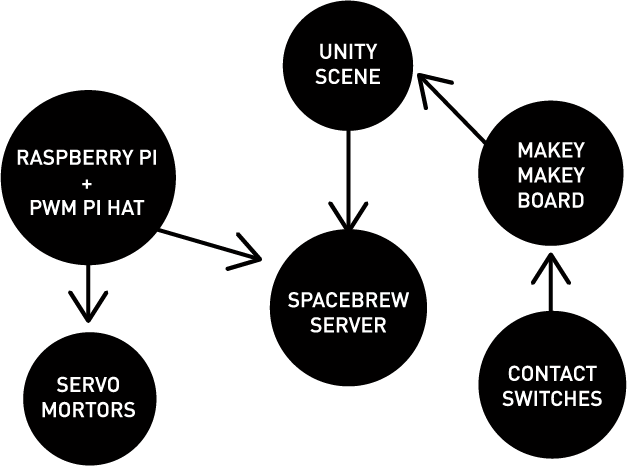 UNITY
SCENE
RASPBERRY PI
+
PWM PI HAT
MAKEY
MAKEY
BOARD
SPACEBREW
SERVER
SERVO
MORTORS
CONTACT
SWITCHES